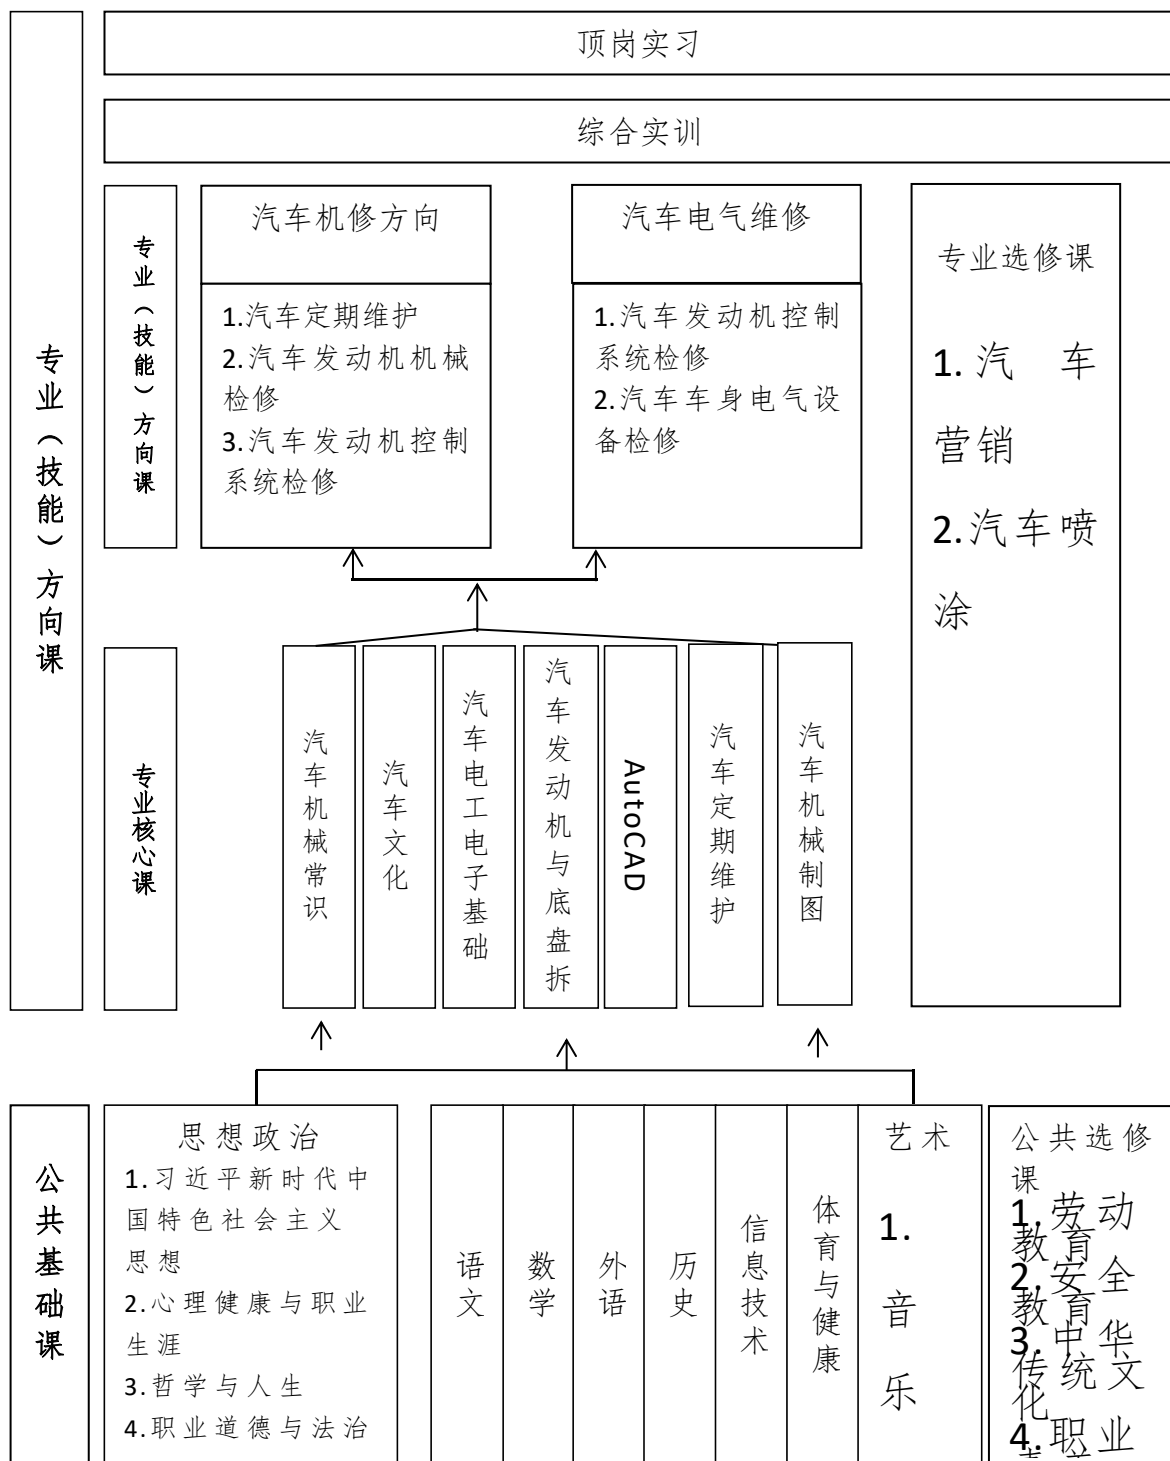 顶岗实习
综合实训
专业（技能）方向课
专业（技能）方向课
汽车机修方向
1.汽车定期维护
2.汽车发动机机械
检修
3.汽车发动机控制
系统检修
汽车电气维修
1.汽车发动机控制
系统检修
2.汽车车身电气设
备检修
专业选修课
1.汽车
营销
2.汽车喷
涂
专业核心课
汽车机械常识
汽车文化
汽车电工电子基础
汽车发动机与底盘拆
AutoCAD
汽车定期维护
汽车机械制图
公共基础课
思想政治
1.习近平新时代中
国特色社会主义
思想
2.心理健康与职业
生涯
3.哲学与人生
4.职业道德与法治
语文
数学
外语
历史
信息技术
体育与健康
艺术
1.
音
乐
公共选修
课
1.劳动
教育
2.安全
教育
3.中华
传统文
化
4.职业